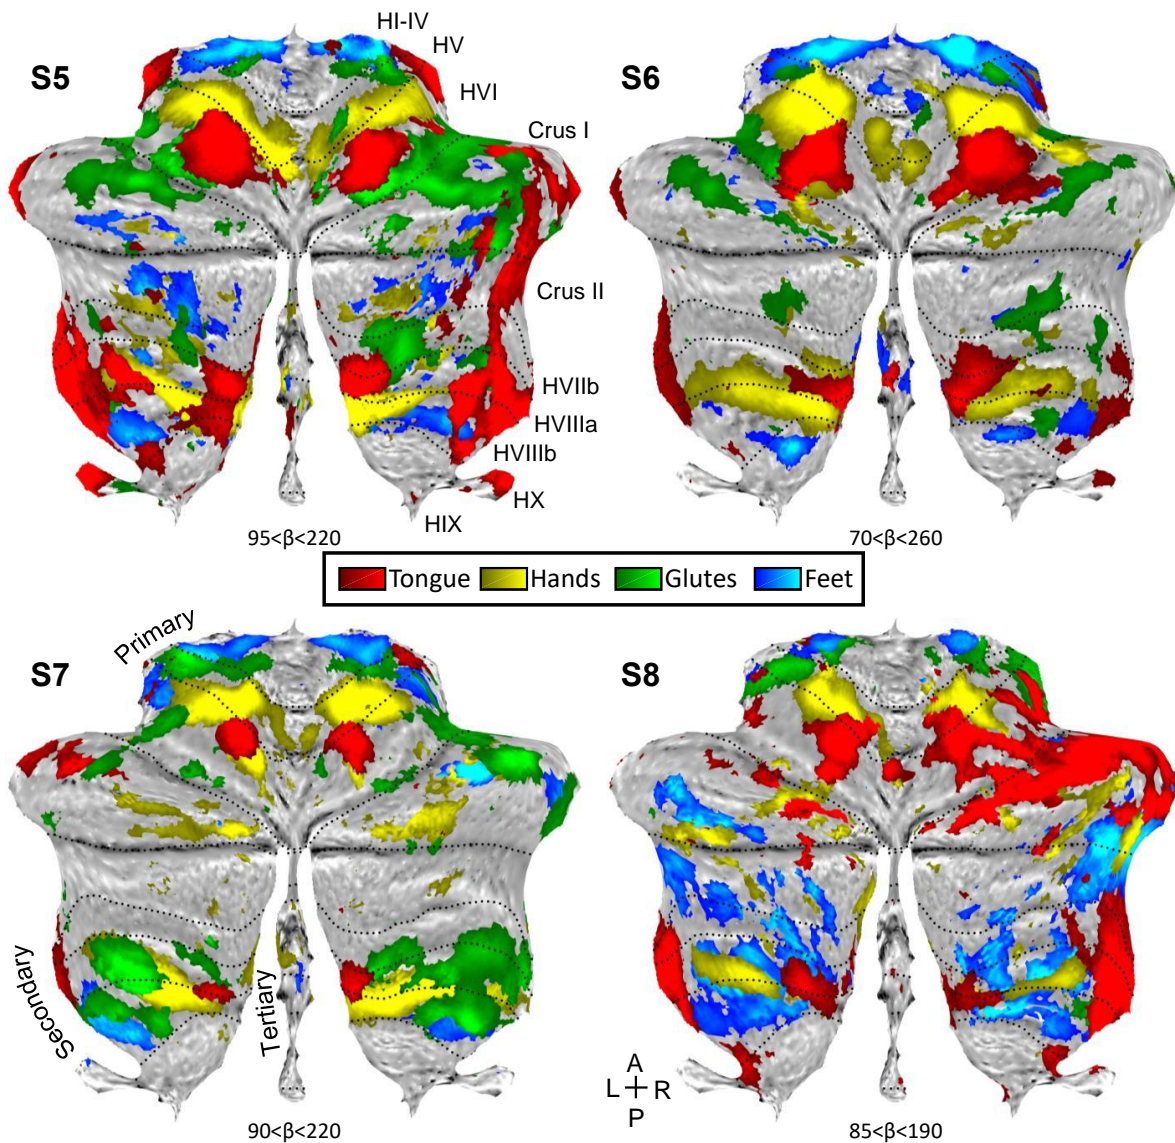 HI-IV
HV
S5
S6
HVI
Crus I
Crus II
HVIIb
HVIIIa
HVIIIb
HX
HIX
95<β<220
70<β<260
Tongue Hands Glutes Feet
Primary
S7
S8
Secondary
Tertiary
A
L R
P
90<β<220
85<β<190